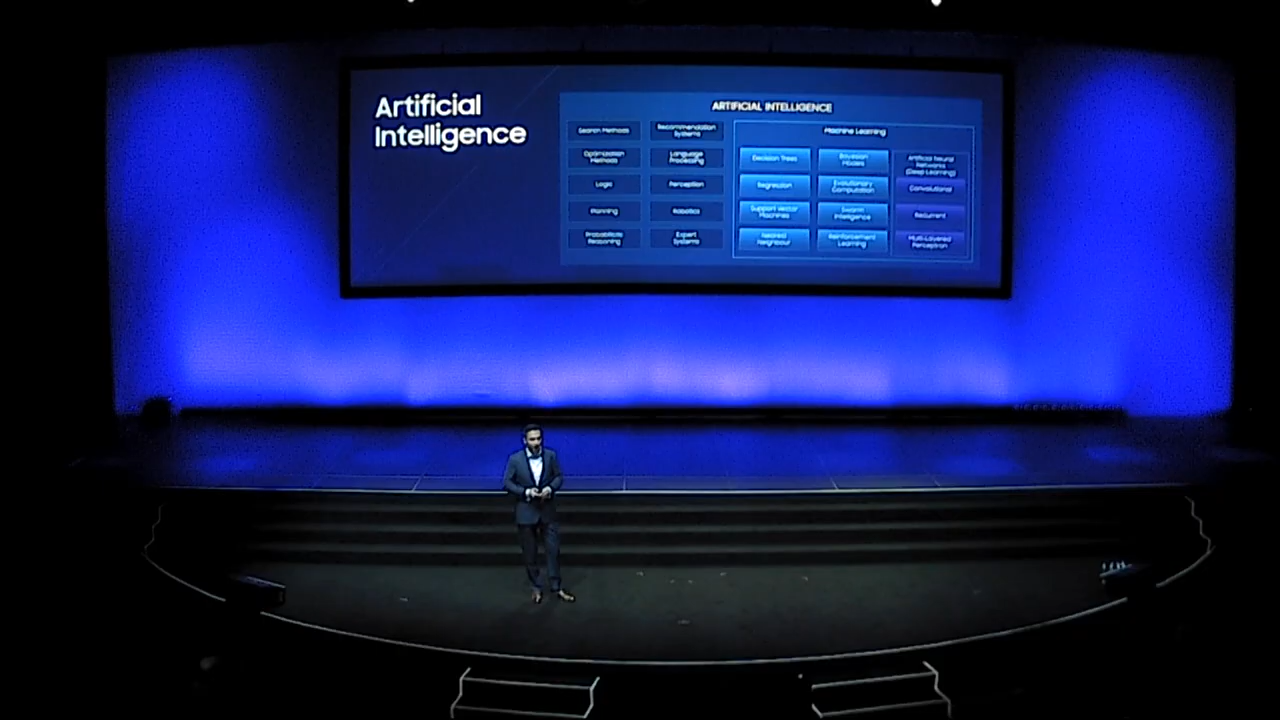 Artificial
Intelligence
ARTIFICIAL INTELLIGENCE
Search Methods
Optimization
Methods
Logic
Planning
Probabilistic
Reasoning
Recommendation
Systems
Language
Processing
Perception
Robotics
Expert
Systems
Machine Learning
Decision Trees
Regression
Support Vector
Machines
Nearest
Neighbour
Bayesian
Models
Evolutionary
Computation
Swarm
Intelligence
Reinforcement
Learning
Artificial Neural
Networks
(Deep Learning)
Convolutional
Recurrent
Multi-Layered
Perceptron